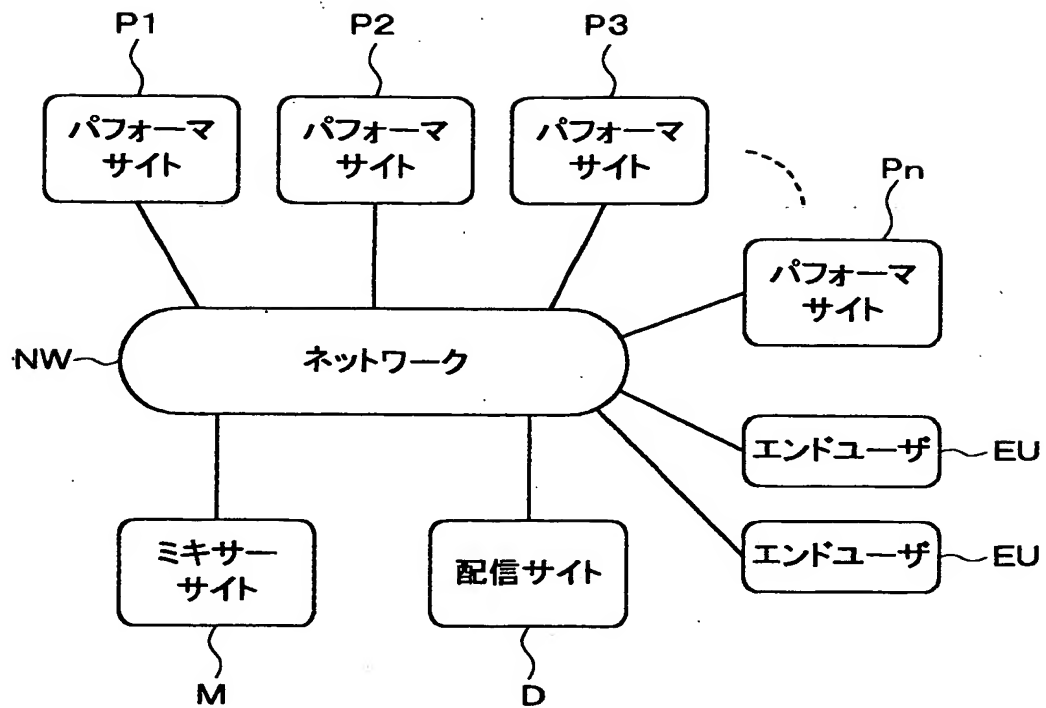 P1
P2
P3
パフォーマ
サイト
パフォーマ
サイト
パフォーマ
サイト
Pn
パフォーマ
サイト
NW
ネットワーク
エンドユーザ
EU
エンドユーザ
EU
ミキサー
サイト
配信サイト
M
D